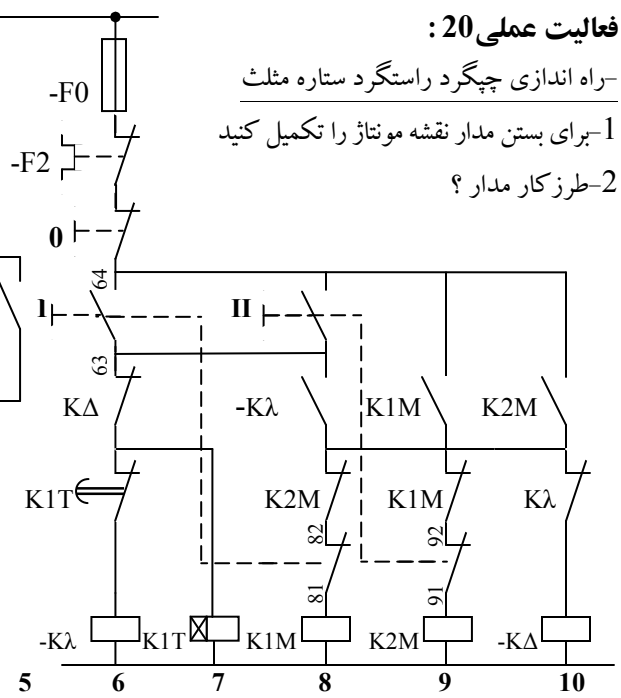 فعالیت عملی20 :
-راه اندازی چپگرد راستگرد ستاره مثلث
1-برای بستن مدار نقشه مونتاژ را تکمیل کنید
2-طرزکار مدار ؟
-F0
-F2
0
64
I II
63
KΔ -Kλ K1M K2M
K1T K2M K1M Kλ
82 92
81 91
-Kλ K1T K1M K2M -KΔ
5 6 7 8 9 10